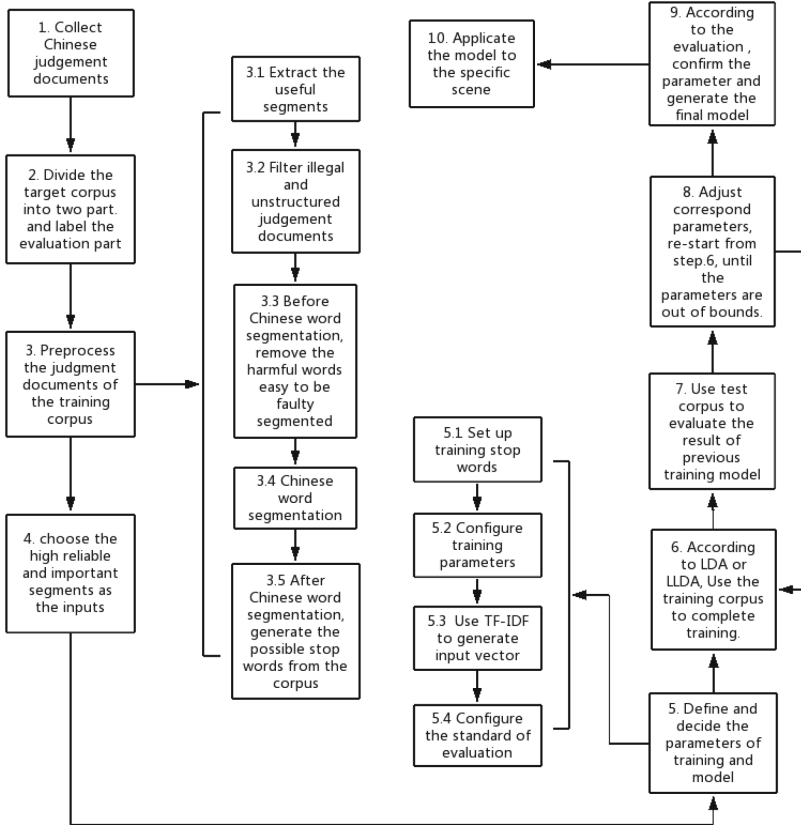 1. Collect
Chinese
judgement
documents
2. Divide the
target corpus
into two part.
and label the
evaluation part
3. Preprocess
the judgment
documents of
the training
corpus
4. choose the
high reliable
and important
segments as
the inputs
3.1 Extract the
useful
segments
3.2 Filter illegal
and
unstructured
judgement
documents
3.3 Before
Chinese word
segmentation,
remove the
harmful words
easy to be
faulty
segmented
3.4 Chinese
word
segmentation
3.5 After
Chinese word
segmentation,
generate the
possible stop
words from the
corpus
5.1 Set up
training stop
words
5.2 Configure
training
parameters
5.3 Use TF-IDF
to generate
input vector
5.4 Configure
the standard of
evaluation
5. Define and
decide the
parameters of
training and
model
6. According
to LDA or
LLDA, Use the
training corpus
to complete
training.
7. Use test
corpus to
evaluate the
result of
previous
training model
8. Adjust
correspond
parameters,
re-start from
step.6, until
the
parameters are
out of bounds.
9. According
to the
evaluation ,
confirm the
parameter and
generate the
final model
10. Applicate
the model to
the specific
scene